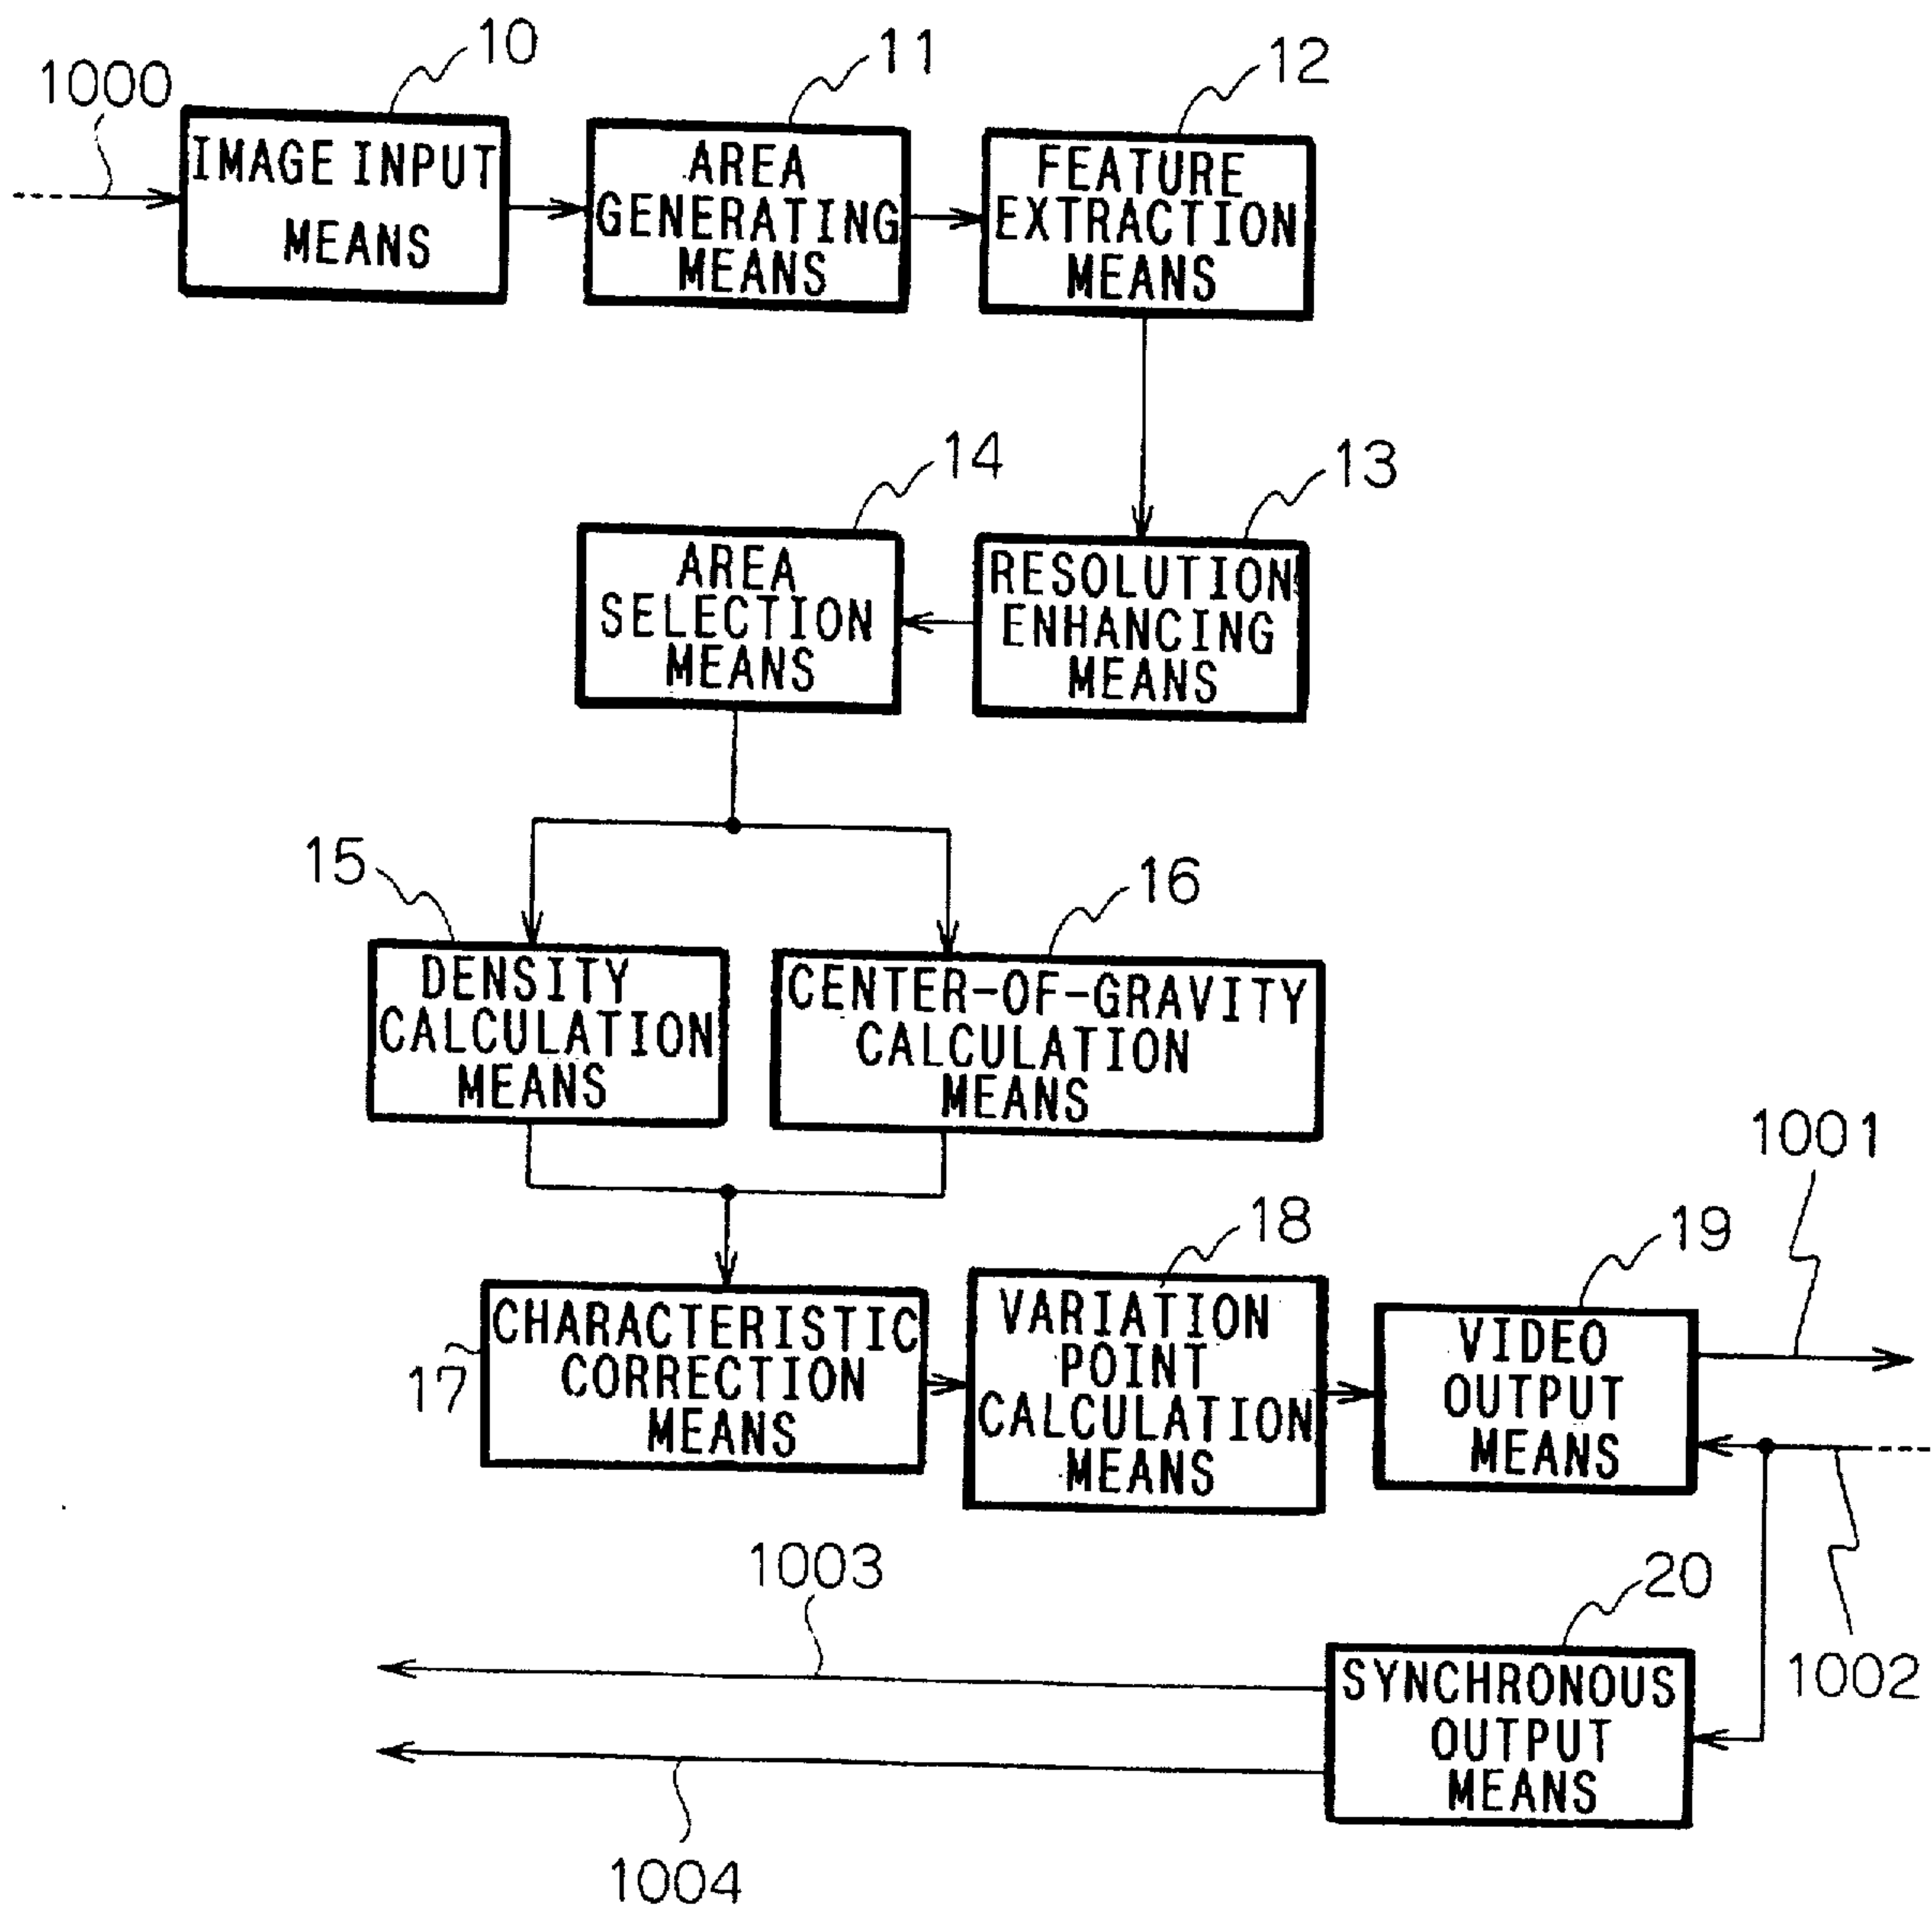 10
11
12
1000
IMAGE INPUT
MEANS
AREA
GENERATING
MEANS
FEATURE
EXTRACTION
MEANS
14
13
AREA
SELECTION
MEANS
RESOLUTION
ENHANCING
MEANS
15
16
DENSITY
CALCULATION
MEANS
CENTER-OF-GRAVITY
CALCULATION
MEANS
1001
18
19
17
CHARACTERISTIC
CORRECTION
MEANS
VARIATION
POINT
CALCULATION
MEANS
VIDEO
OUTPUT
MEANS
1003
20
1002
SYNCHRONOUS
OUTPUT
MEANS
1004